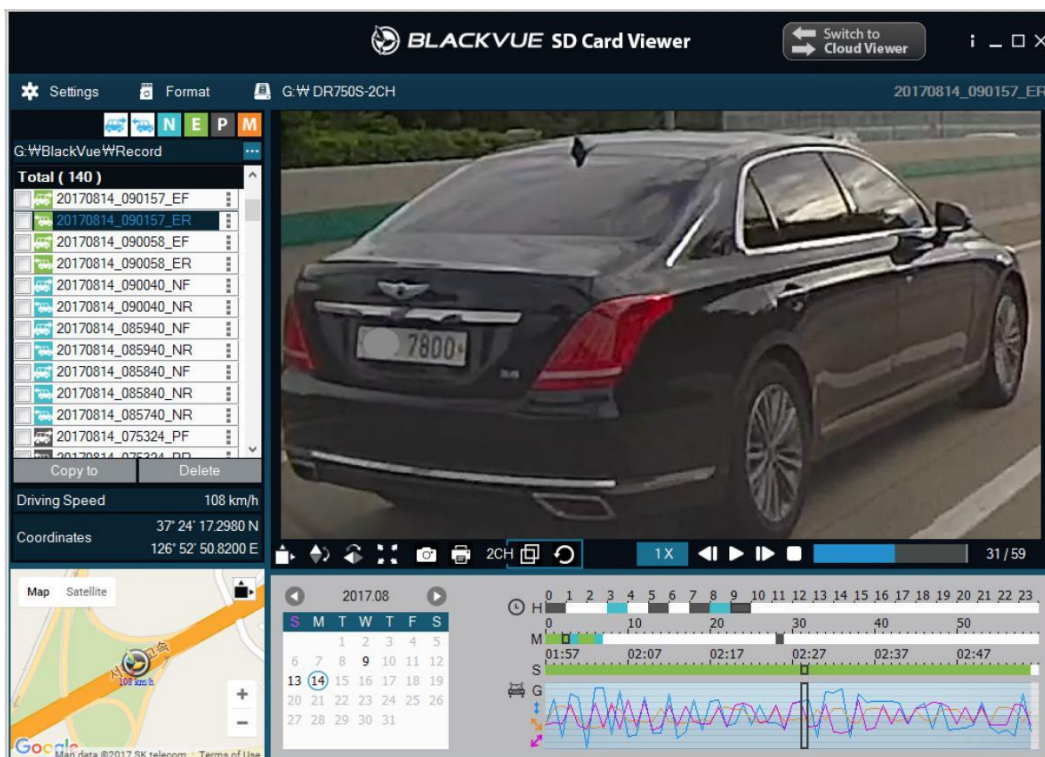 BLACKVUE SD Card Viewer
Switch to
Cloud Viewer
Settings
Format
G:₩ DR750S-2CH
20170814_090157_ER
N E P M
G:₩BlackVue₩Record
Total ( 140 )
20170814_090157_EF
20170814_090157_ER
20170814_090058_EF
20170814_090058_ER
20170814_090040_NF
20170814_090040_NR
20170814_085940_NF
20170814_085940_NR
20170814_085840_NF
20170814_085840_NR
20170814_085740_NR
20170814_075324_PF
20170814_075324_PR
Copy to
Delete
7800
Driving Speed
108 km/h
Coordinates
37° 24' 17.2980 N
126° 52' 50.8200 E
2CH
1X
31 / 59
Map
Satellite
108 km/h
+
−
Google
Map data ©2017 SK telecom
Terms of Use
2017.08
S M T W T F S
1 2 3 4 5
6 7 8 9 10 11 12
13 14 15 16 17 18 19
20 21 22 23 24 25 26
27 28 29 30 31
0 1 2 3 4 5 6 7 8 9 10 11 12 13 14 15 16 17 18 19 20 21 22 23
H
0 10 20 30 40 50
M
01:57 02:07 02:17 02:27 02:37 02:47
S
G